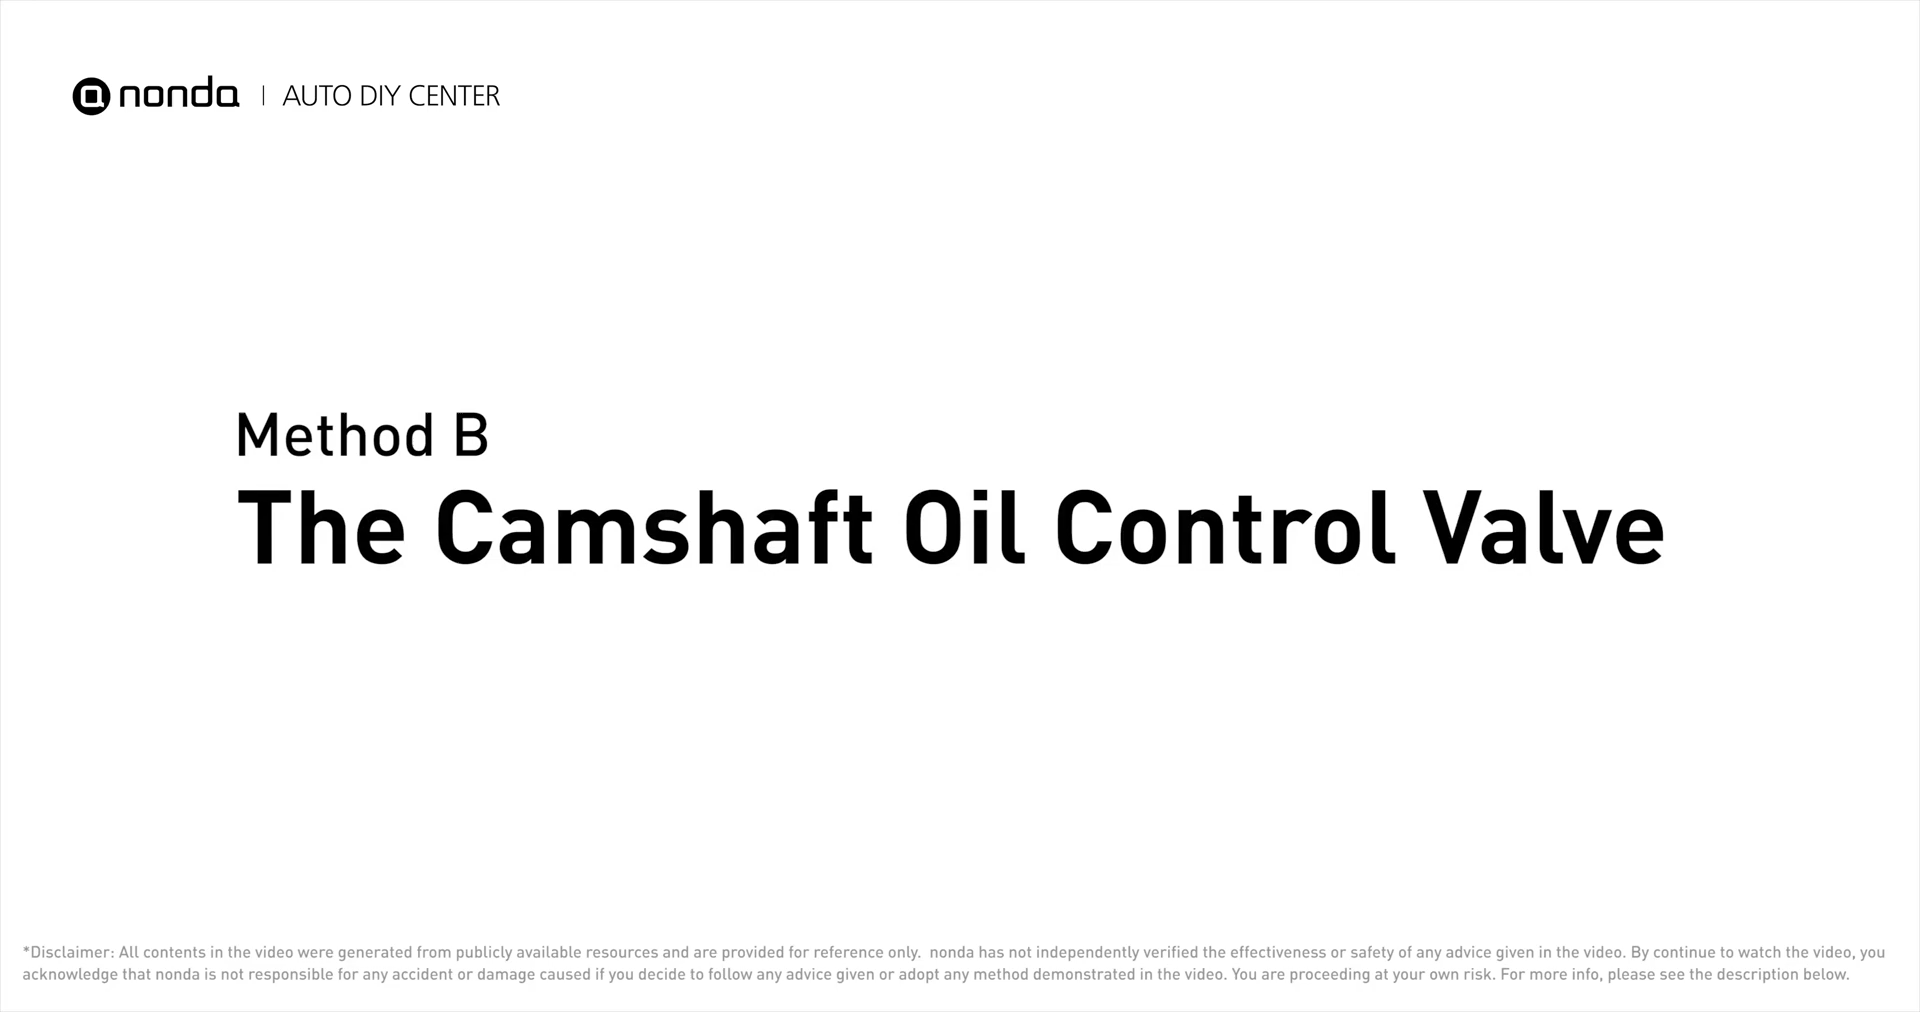 nonda | AUTO DIY CENTER
Method B
The Camshaft Oil Control Valve
*Disclaimer: All contents in the video were generated from publicly available resources and are provided for reference only.  nonda has not independently verified the effectiveness or safety of any advice given in the video. By continue to watch the video, you
acknowledge that nonda is not responsible for any accident or damage caused if you decide to follow any advice given or adopt any method demonstrated in the video. You are proceeding at your own risk. For more info, please see the description below.